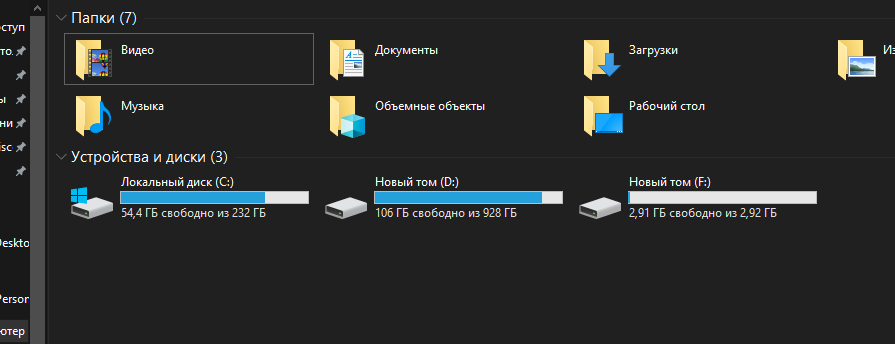 Папки (7)
Видео
Документы
Загрузки
Из
Музыка
Объемные объекты
Рабочий стол
Устройства и диски (3)
Локальный диск (C:)
54,4 ГБ свободно из 232 ГБ
Новый том (D:)
106 ГБ свободно из 928 ГБ
Новый том (F:)
2,91 ГБ свободно из 2,92 ГБ
оступ
то.
ы
ни
isc
Deskto
Person
ютер